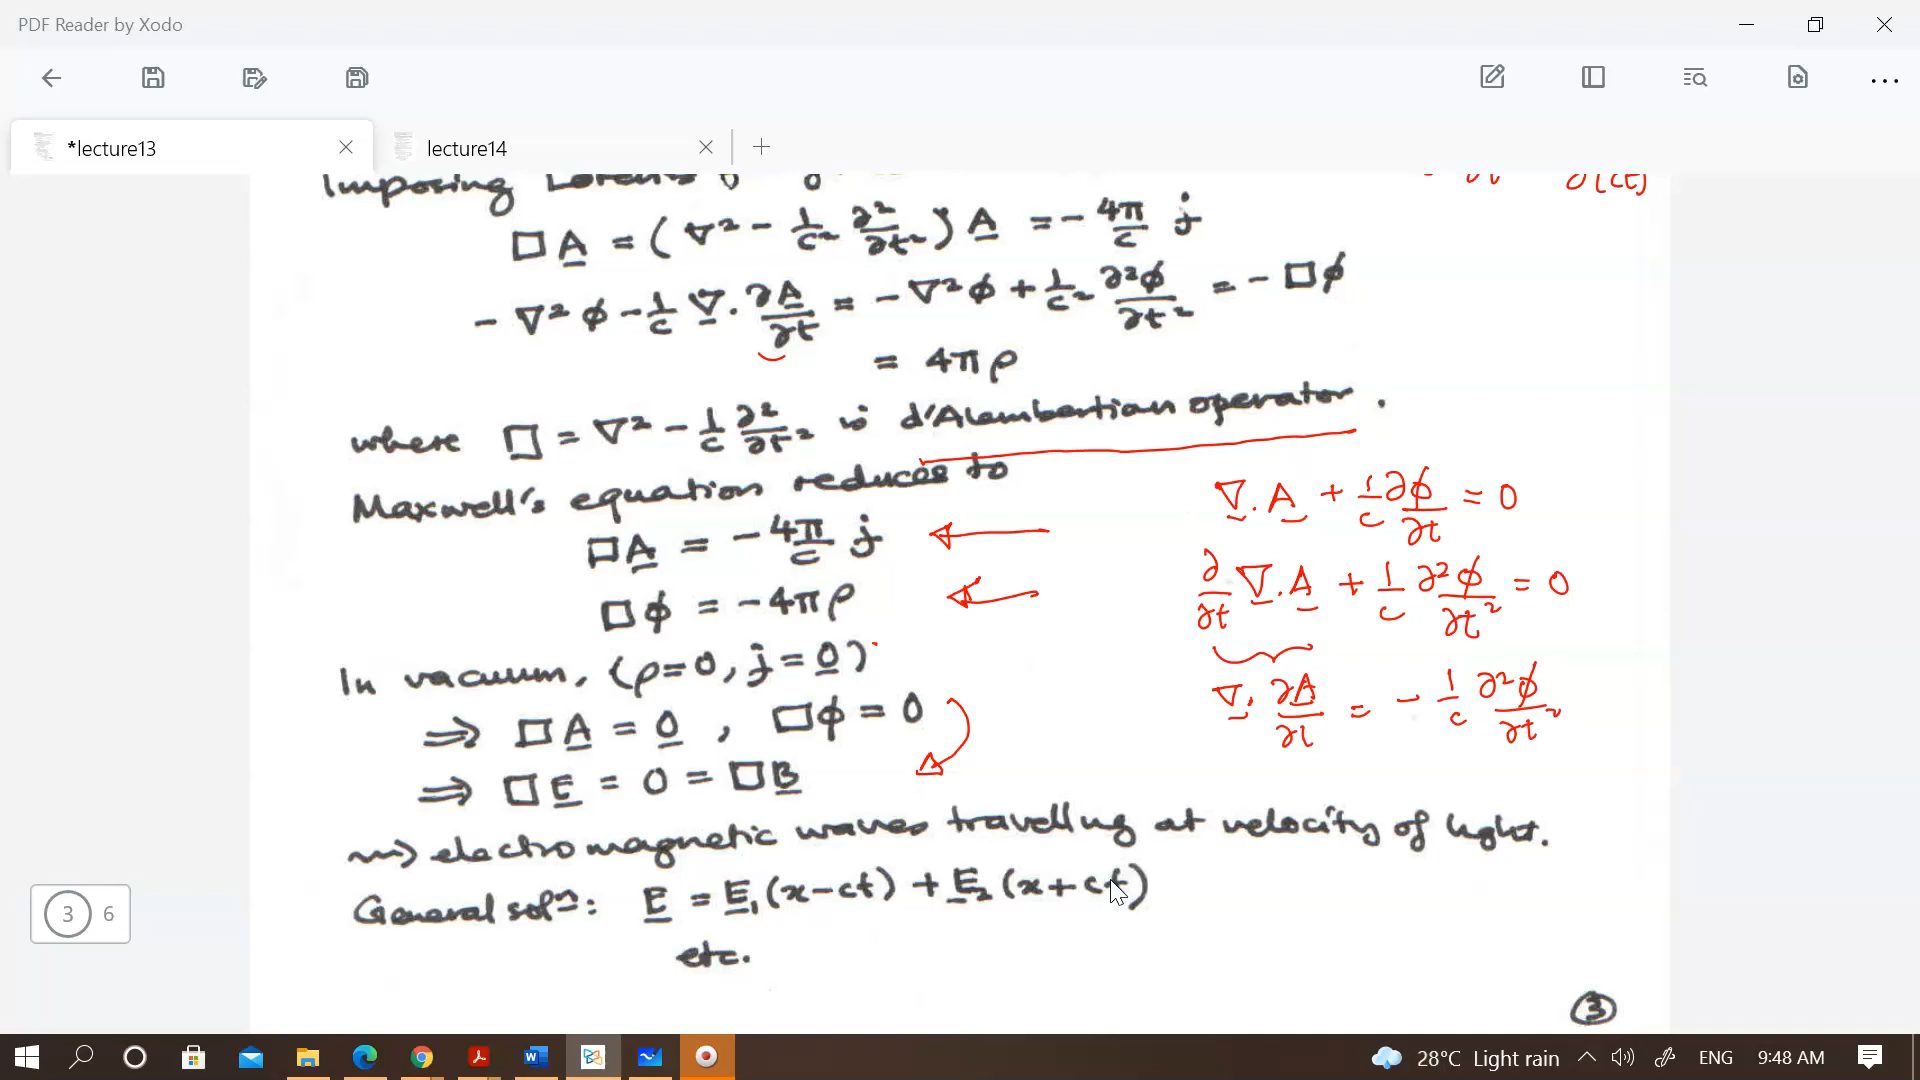 PDF Reader by Xodo
*lecture13
lecture14
Imposing
∂(ct)
□ A = (∇² - 1/c² ∂²/∂t²) A = - 4π/c j
- ∇²ϕ - 1/c ∇ · ∂A/∂t = - ∇²ϕ + 1/c² ∂²ϕ/∂t² = - □ϕ
= 4πρ
where □ = ∇² - 1/c ∂²/∂t² is d'Alembertian operator.
Maxwell's equation reduces to
□A = - 4π/c j
□ϕ = - 4πρ
In vacuum, (ρ=0, j=0)
⇒ □A = 0 , □ϕ = 0
⇒ □E = 0 = □B
⇝ electromagnetic waves travelling at velocity of light.
General solⁿ: E = E₁(x-ct) + E₂(x+ct)
etc.
∇·A + 1/c ∂ϕ/∂t = 0
∂/∂t ∇·A + 1/c ∂²ϕ/∂t² = 0
∇· ∂A/∂t = - 1/c ∂²ϕ/∂t²
3
3 6
28°C Light rain
ENG
9:48 AM